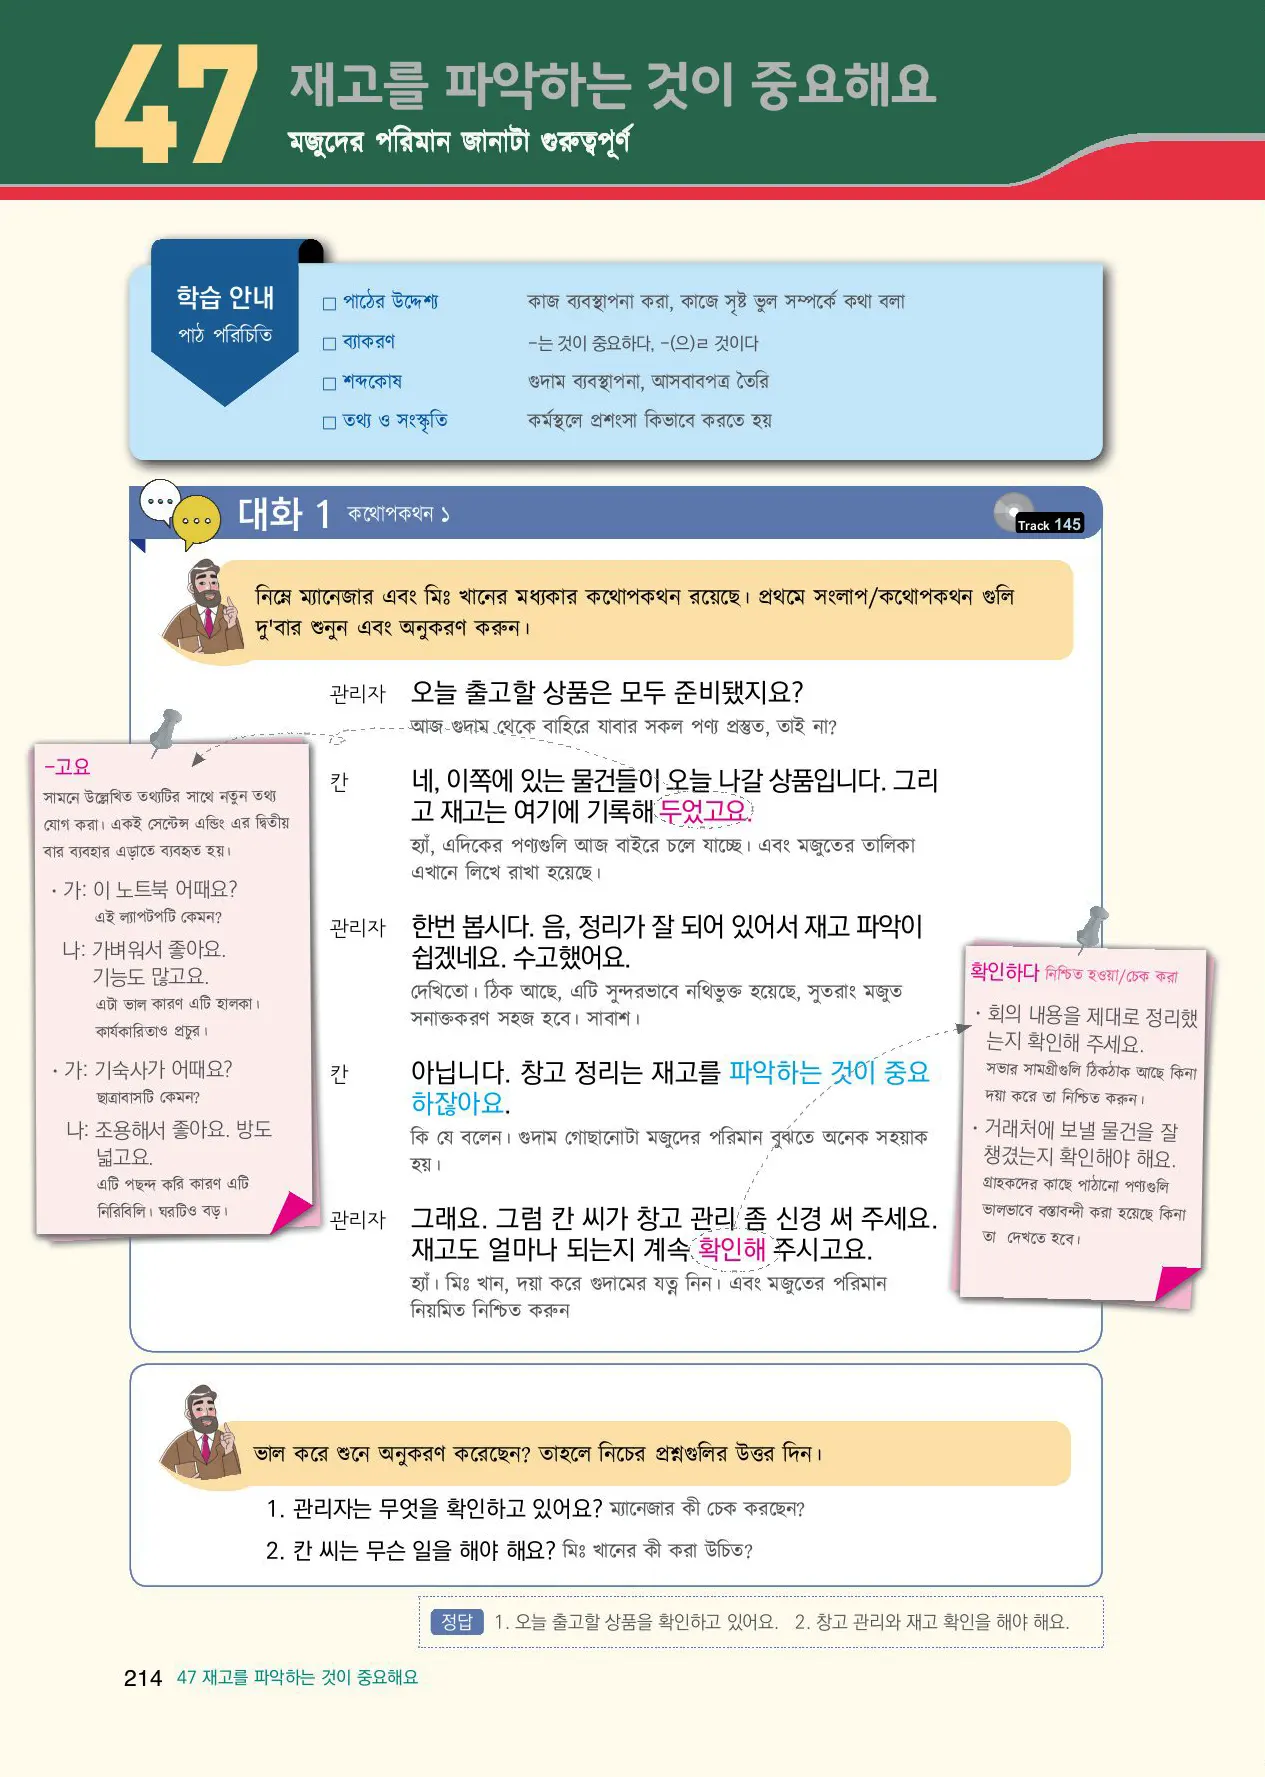 47
재고를 파악하는 것이 중요해요
মজুদের পরিমান জানাটা গুরুত্বপূর্ণ
학습 안내
পাঠ পরিচিতি
□ পাঠের উদ্দেশ্য কাজ ব্যবস্থাপনা করা, কাজে সৃষ্ট ভুল সম্পর্কে কথা বলা
□ ব্যাকরণ -는 것이 중요하다, -(으)ㄹ 것이다
□ শব্দকোষ গুদাম ব্যবস্থাপনা, আসবাবপত্র তৈরি
□ তথ্য ও সংস্কৃতি কর্মস্থলে প্রশংসা কিভাবে করতে হয়
대화 1 কথোপকথন ১
Track 145
নিম্নে ম্যানেজার এবং মিঃ খানের মধ্যকার কথোপকথন রয়েছে। প্রথমে সংলাপ/কথোপকথন গুলি
দু'বার শুনুন এবং অনুকরণ করুন।
관리자 오늘 출고할 상품은 모두 준비됐지요?
আজ গুদাম থেকে বাহিরে যাবার সকল পণ্য প্রস্তুত, তাই না?
칸 네, 이쪽에 있는 물건들이 오늘 나갈 상품입니다. 그리
고 재고는 여기에 기록해 두었고요.
হ্যাঁ, এদিকের পণ্যগুলি আজ বাইরে চলে যাচ্ছে। এবং মজুতের তালিকা
এখানে লিখে রাখা হয়েছে।
관리자 한번 봅시다. 음, 정리가 잘 되어 있어서 재고 파악이
쉽겠네요. 수고했어요.
দেখিতো। ঠিক আছে, এটি সুন্দরভাবে নথিভুক্ত হয়েছে, সুতরাং মজুত
সনাক্তকরণ সহজ হবে। সাবাশ।
칸 아닙니다. 창고 정리는 재고를 파악하는 것이 중요
하잖아요.
কি যে বলেন। গুদাম গোছানোটা মজুদের পরিমান বুঝতে অনেক সহয়াক
হয়।
관리자 그래요. 그럼 칸 씨가 창고 관리 좀 신경 써 주세요.
재고도 얼마나 되는지 계속 확인해 주시고요.
হ্যাঁ। মিঃ খান, দয়া করে গুদামের যত্ন নিন। এবং মজুতের পরিমান
নিয়মিত নিশ্চিত করুন
-고요
সামনে উল্লেখিত তথ্যটির সাথে নতুন তথ্য
যোগ করা। একই সেন্টেন্স এন্ডিং এর দ্বিতীয়
বার ব্যবহার এড়াতে ব্যবহৃত হয়।
· 가: 이 노트북 어때요?
এই ল্যাপটপটি কেমন?
나: 가벼워서 좋아요.
기능도 많고요.
এটা ভাল কারণ এটি হালকা।
কার্যকারিতাও প্রচুর।
· 가: 기숙사가 어때요?
ছাত্রাবাসটি কেমন?
나: 조용해서 좋아요. 방도
넓고요.
এটি পছন্দ করি কারণ এটি
নিরিবিলি। ঘরটিও বড়।
확인하다 নিশ্চিত হওয়া/চেক করা
· 회의 내용을 제대로 정리했
는지 확인해 주세요.
সভার সামগ্রীগুলি ঠিকঠাক আছে কিনা
দয়া করে তা নিশ্চিত করুন।
· 거래처에 보낼 물건을 잘
챙겼는지 확인해야 해요.
গ্রাহকদের কাছে পাঠানো পণ্যগুলি
ভালভাবে বস্তাবন্দী করা হয়েছে কিনা
তা দেখতে হবে।
ভাল করে শুনে অনুকরণ করেছেন? তাহলে নিচের প্রশ্নগুলির উত্তর দিন।
1. 관리자는 무엇을 확인하고 있어요? ম্যানেজার কী চেক করছেন?
2. 칸 씨는 무슨 일을 해야 해요? মিঃ খানের কী করা উচিত?
정답 1. 오늘 출고할 상품을 확인하고 있어요. 2. 창고 관리와 재고 확인을 해야 해요.
214 47 재고를 파악하는 것이 중요해요